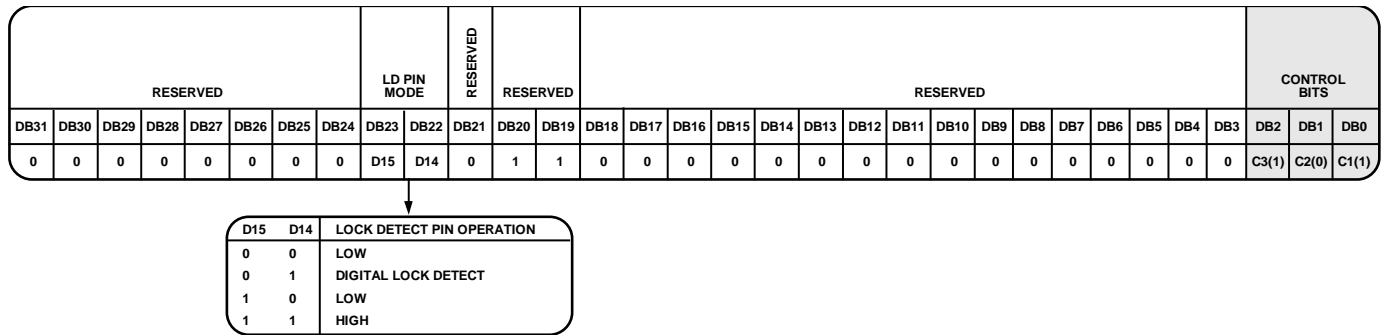 RESERVED LD PIN MODE RESERVED RESERVED RESERVED CONTROL BITS
DB31 DB30 DB29 DB28 DB27 DB26 DB25 DB24 DB23 DB22 DB21 DB20 DB19 DB18 DB17 DB16 DB15 DB14 DB13 DB12 DB11 DB10 DB9 DB8 DB7 DB6 DB5 DB4 DB3 DB2 DB1 DB0
0 0 0 0 0 0 0 0 D15 D14 0 1 1 0 0 0 0 0 0 0 0 0 0 0 0 0 0 0 0 C3(1) C2(0) C1(1)
D15 D14 LOCK DETECT PIN OPERATION
0 0 LOW
0 1 DIGITAL LOCK DETECT
1 0 LOW
1 1 HIGH